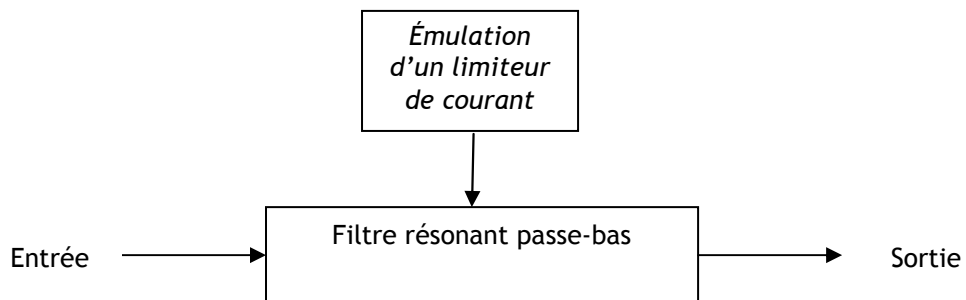 Émulation
d’un limiteur
de courant
Filtre résonant passe-bas
Entrée
Sortie